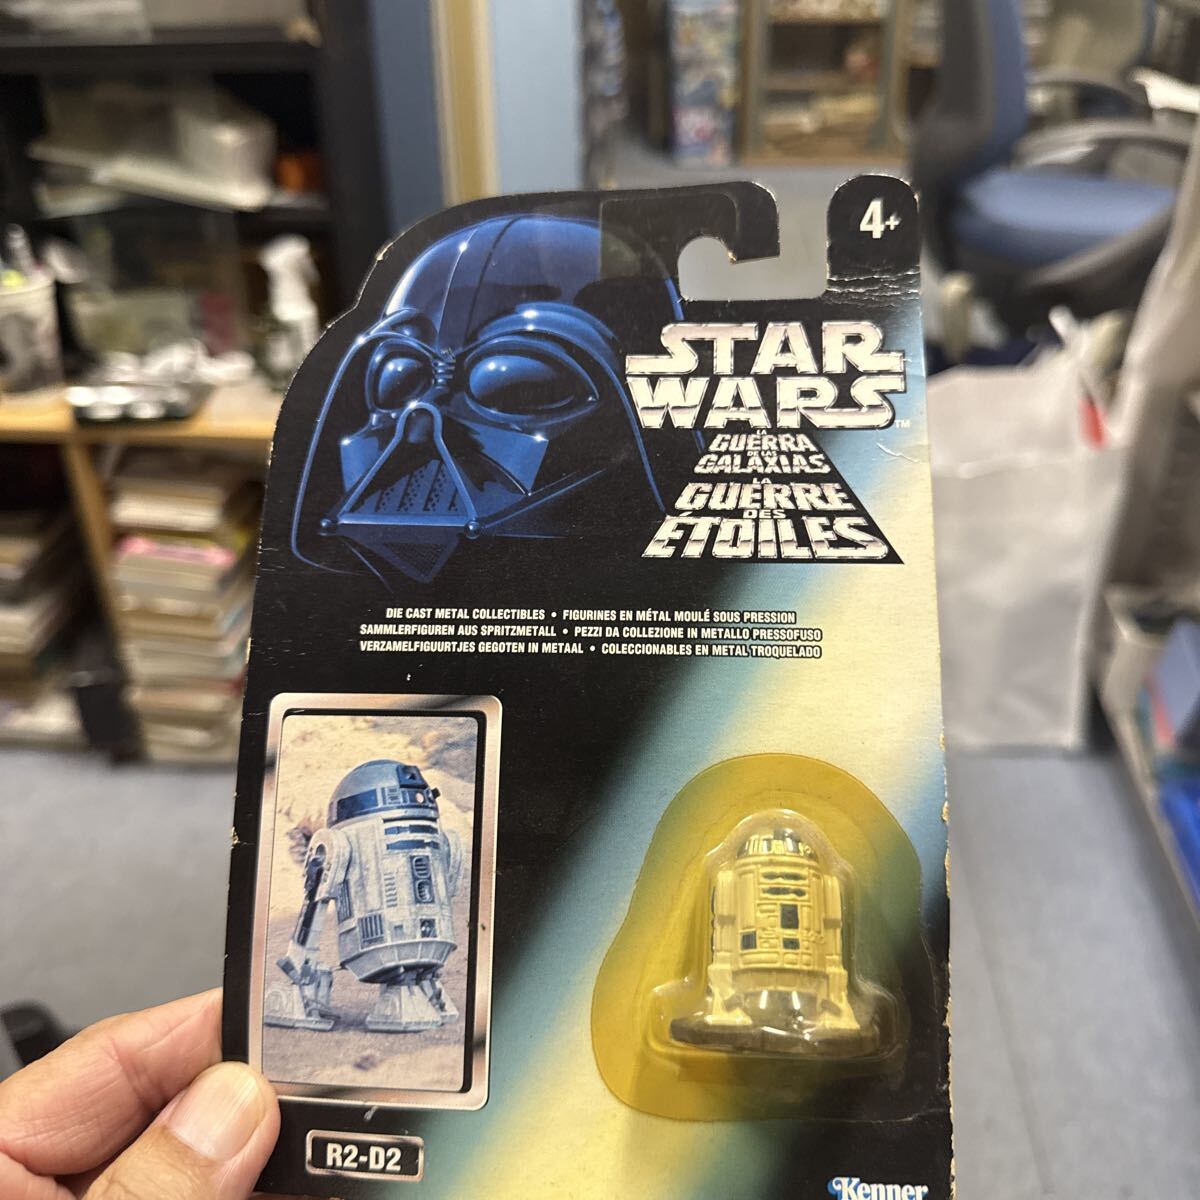 4+
STAR
WARS™
LA
GUERRA
DE LAS
GALAXIAS
LA
GUERRE
DES
ÉTOILES
DIE CAST METAL COLLECTIBLES • FIGURINES EN MÉTAL MOULÉ SOUS PRESSION
SAMMLERFIGUREN AUS SPRITZMETALL • PEZZI DA COLLEZIONE IN METALLO PRESSOFUSO
VERZAMELFIGUURTJES GEGOTEN IN METAAL • COLECCIONABLES EN METAL TROQUELADO
R2-D2
Kenner